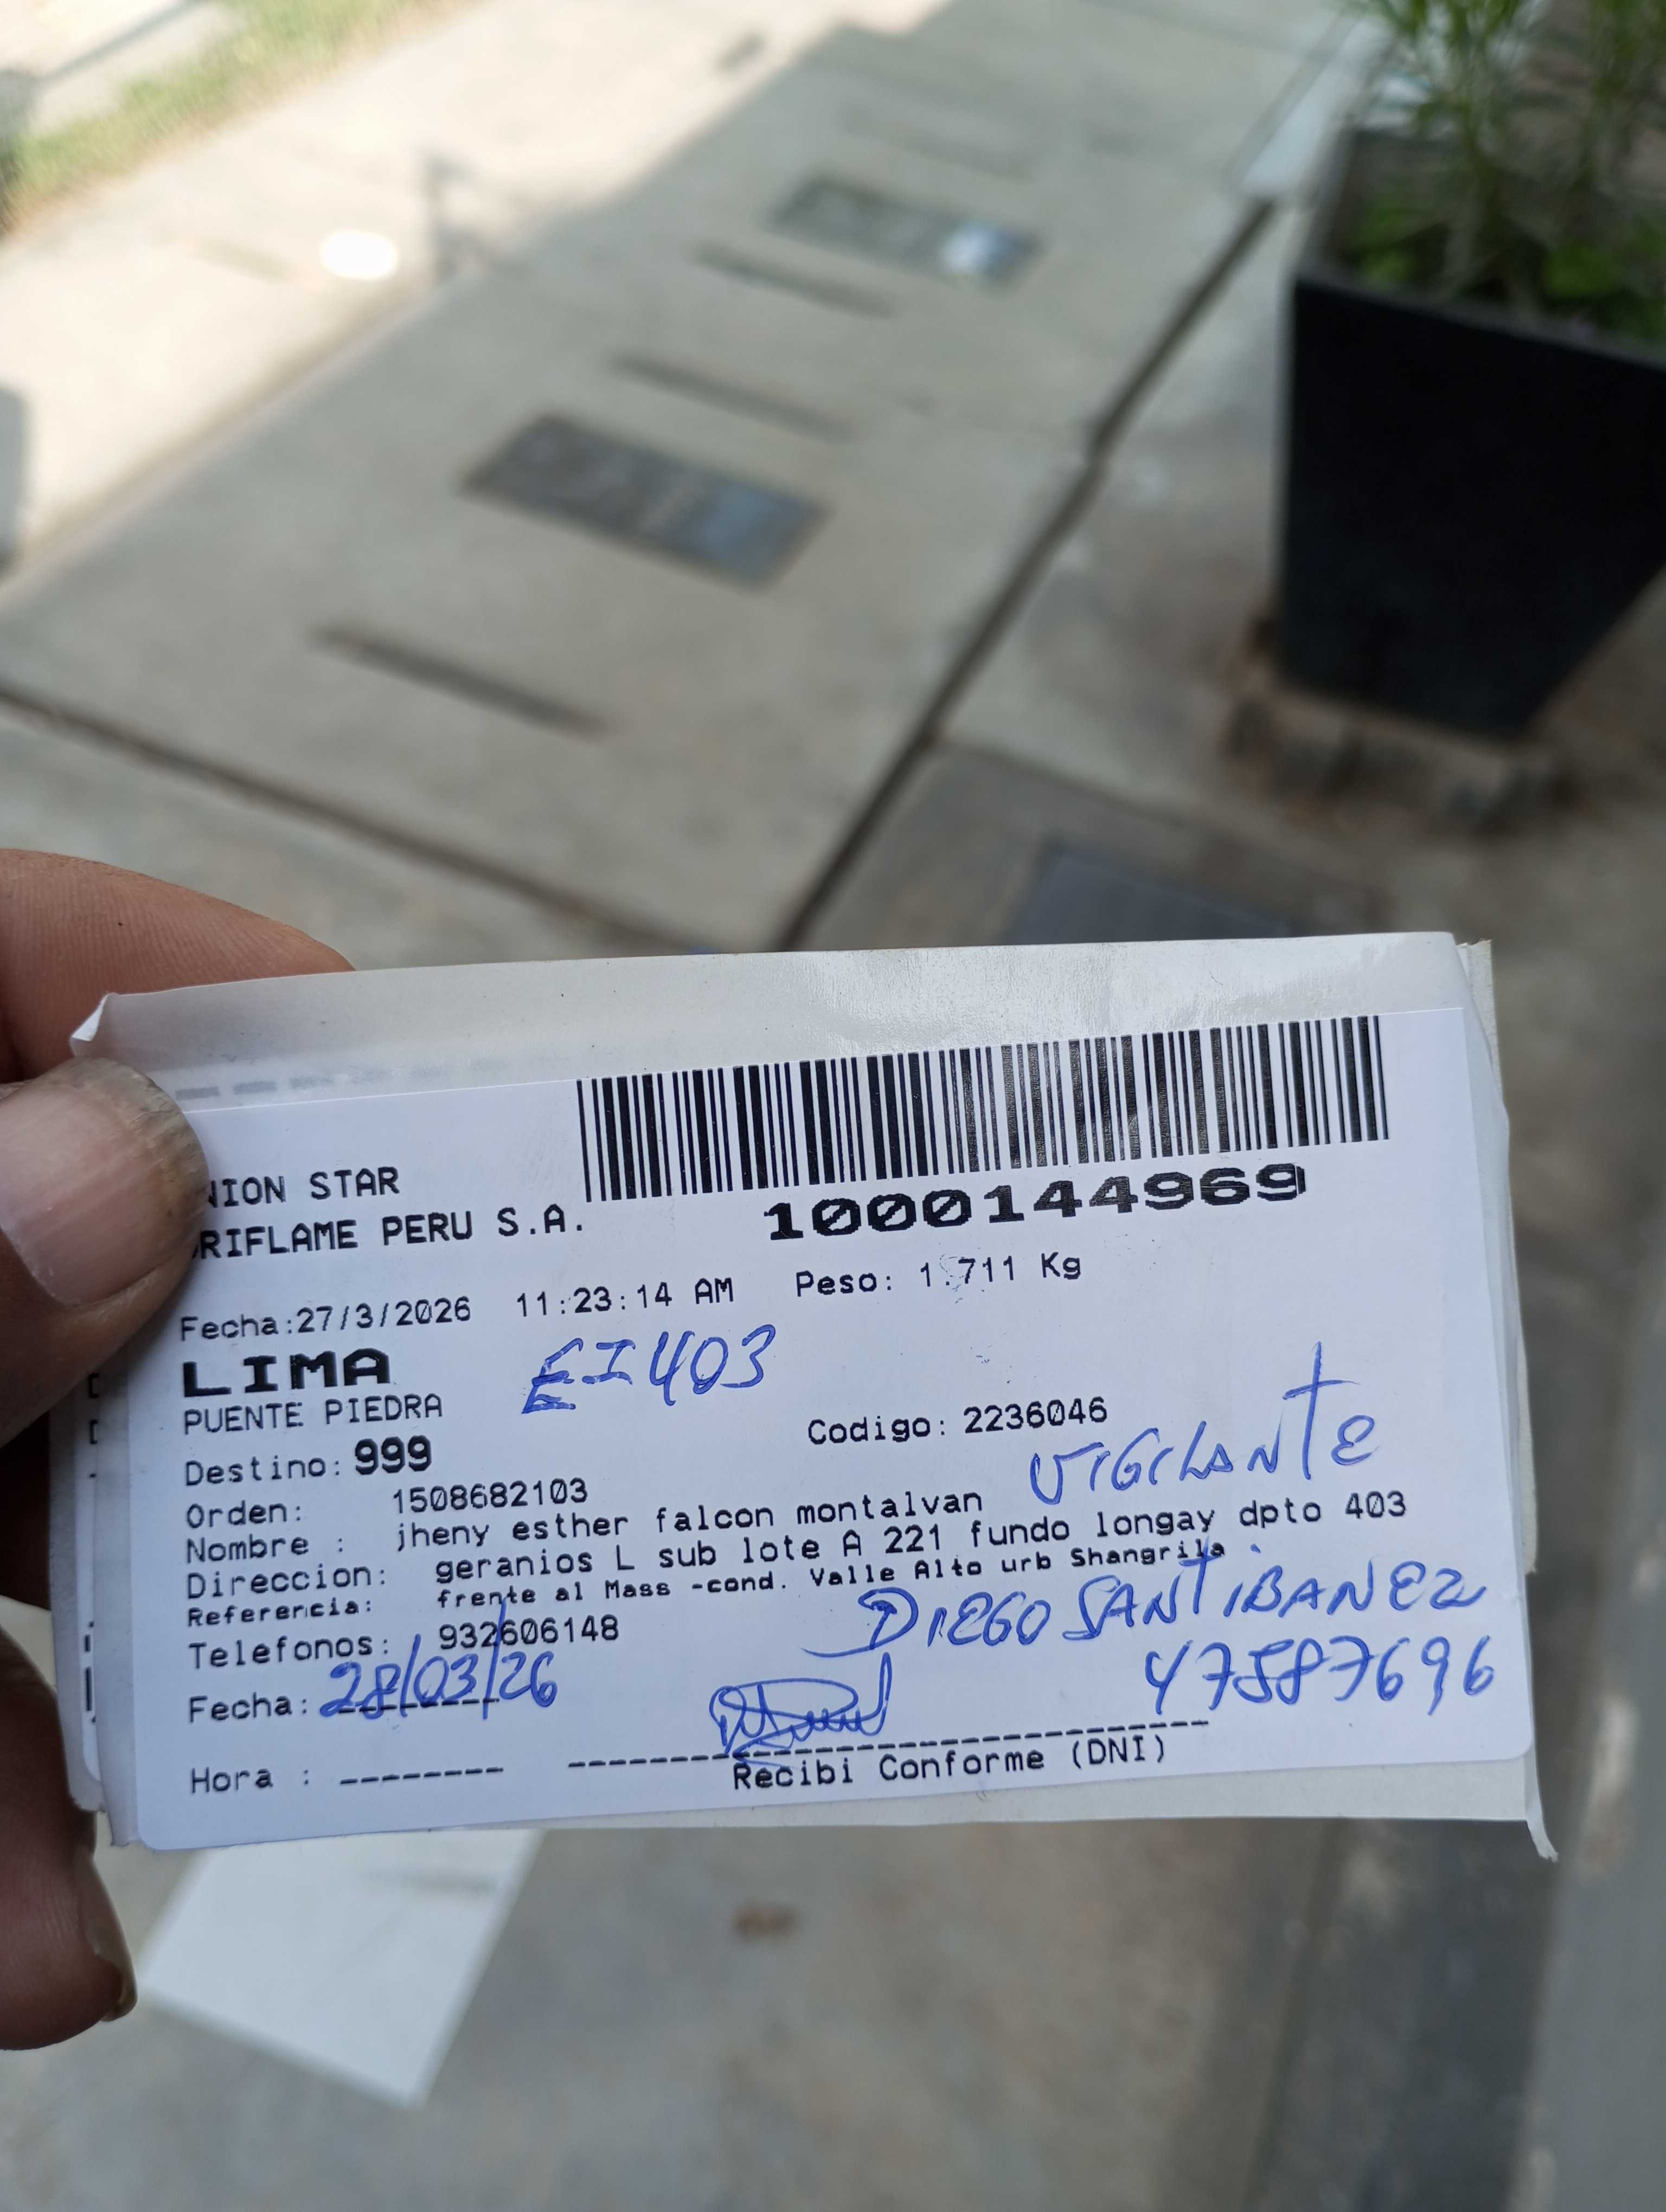 NION STAR
RIFLAME PERU S.A.
1000144969
Fecha:27/3/2026 11:23:14 AM Peso: 1.711 Kg
LIMA
EI403
PUENTE PIEDRA
Codigo: 2236046
Destino: 999
VIGILANTE
Orden: 1508682103
Nombre : jheny esther falcon montalvan
Direccion: geranios L sub lote A 221 fundo longay dpto 403
Referencia: frente al Mass -cond. Valle Alto urb Shangrila
Telefonos: 932606148
DIEGO SANTIBANEZ
47587696
Fecha: 28/03/26
Hora : --------
Recibi Conforme (DNI)